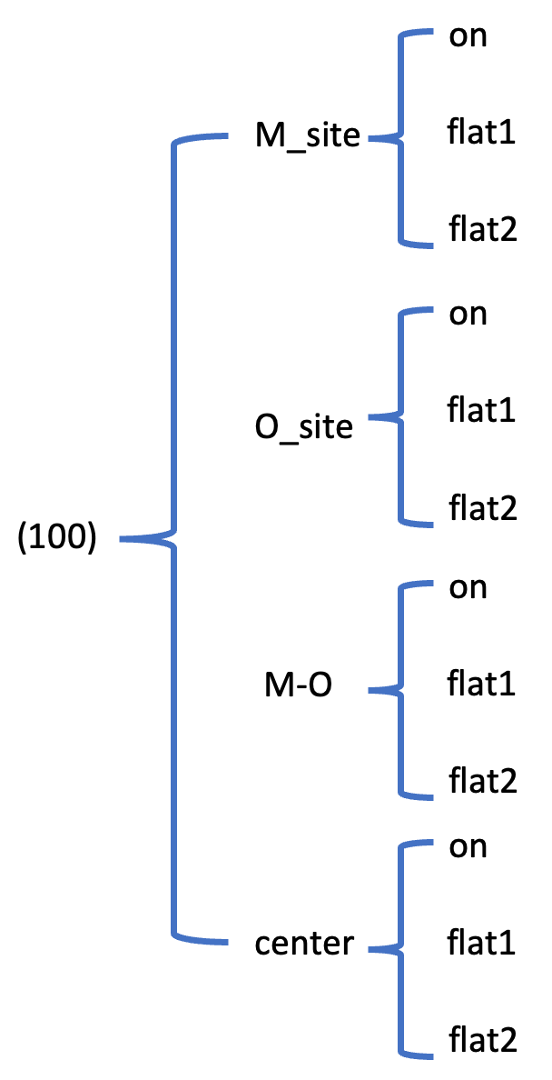 on
M_site
flat1
flat2
on
O_site
flat1
flat2
(100)
on
M-O
flat1
flat2
on
center
flat1
flat2